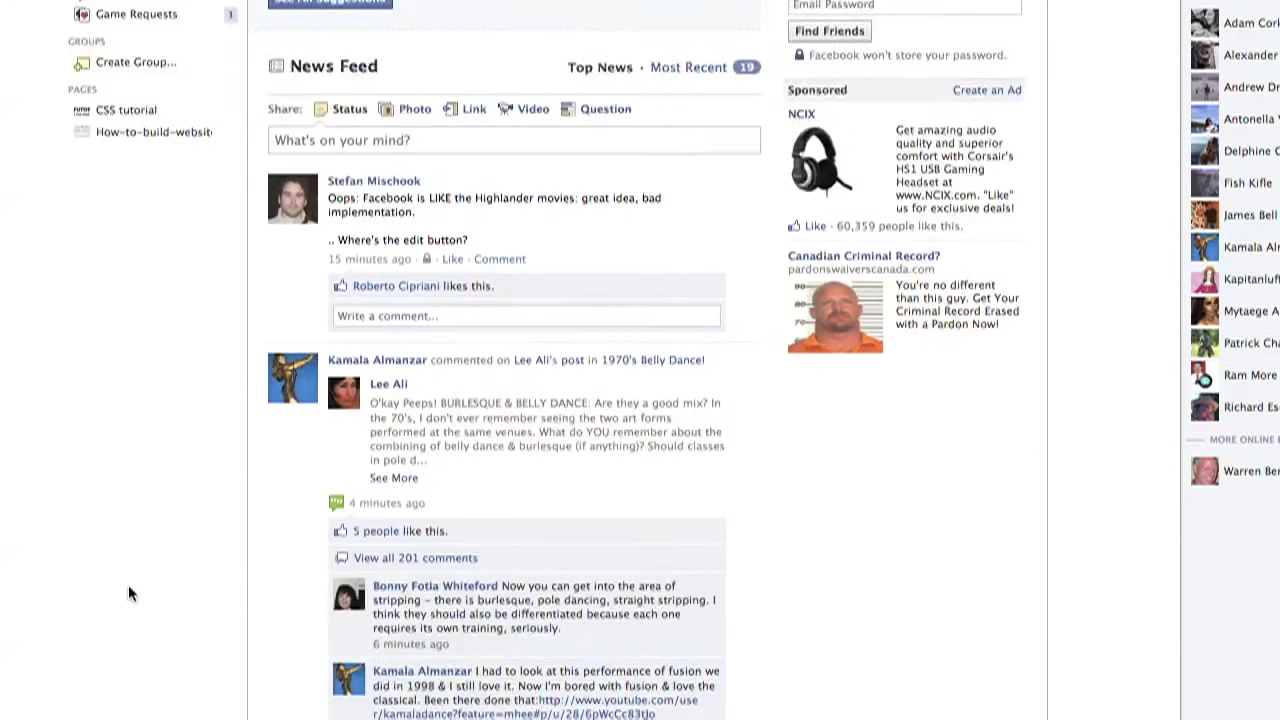 See All Suggestions
Email Password
Game Requests 1
Find Friends
GROUPS
Create Group...
Facebook won't store your password.
PAGES
CSS tutorial
How-to-build-websit
News Feed
Top News · Most Recent 19
Share: Status Photo Link Video Question
What's on your mind?
Stefan Mischook
Oops: Facebook is LIKE the Highlander movies: great idea, bad
implementation.
.. Where's the edit button?
15 minutes ago · Like · Comment
Roberto Cipriani likes this.
Write a comment...
Kamala Almanzar commented on Lee Ali's post in 1970's Belly Dance!
Lee Ali
O'kay Peeps! BURLESQUE & BELLY DANCE: Are they a good mix? In
the 70's, I don't ever remember seeing the two art forms
performed at the same venues. What do YOU remember about the
combining of belly dance & burlesque (if anything)? Should classes
in pole d...
See More
4 minutes ago
5 people like this.
View all 201 comments
Bonny Fotia Whiteford Now you can get into the area of
stripping - there is burlesque, pole dancing, straight stripping. I
think they should also be differentiated because each one
requires its own training, seriously.
6 minutes ago
Kamala Almanzar I had to look at this performance of fusion we
did in 1998 & I still love it. Now I'm bored with fusion & love the
classical. Been there done that:http://www.youtube.com/use
r/kamaladance?feature=mhee#p/u/28/6pWcCc83tJo
Sponsored Create an Ad
NCIX
Get amazing audio
quality and superior
comfort with Corsair's
HS1 USB Gaming
Headset at
www.NCIX.com. "Like"
us for exclusive deals!
Like · 60,359 people like this.
Canadian Criminal Record?
pardonswaiverscanada.com
You're no different
than this guy. Get Your
Criminal Record Erased
with a Pardon Now!
Adam Cor
Alexander
Andrew Dr
Antonella
Delphine C
Fish Kifle
James Bell
Kamala Al
Kapitanluf
Mytaege A
Patrick Cha
Ram More
Richard Es
MORE ONLINE
Warren Ber